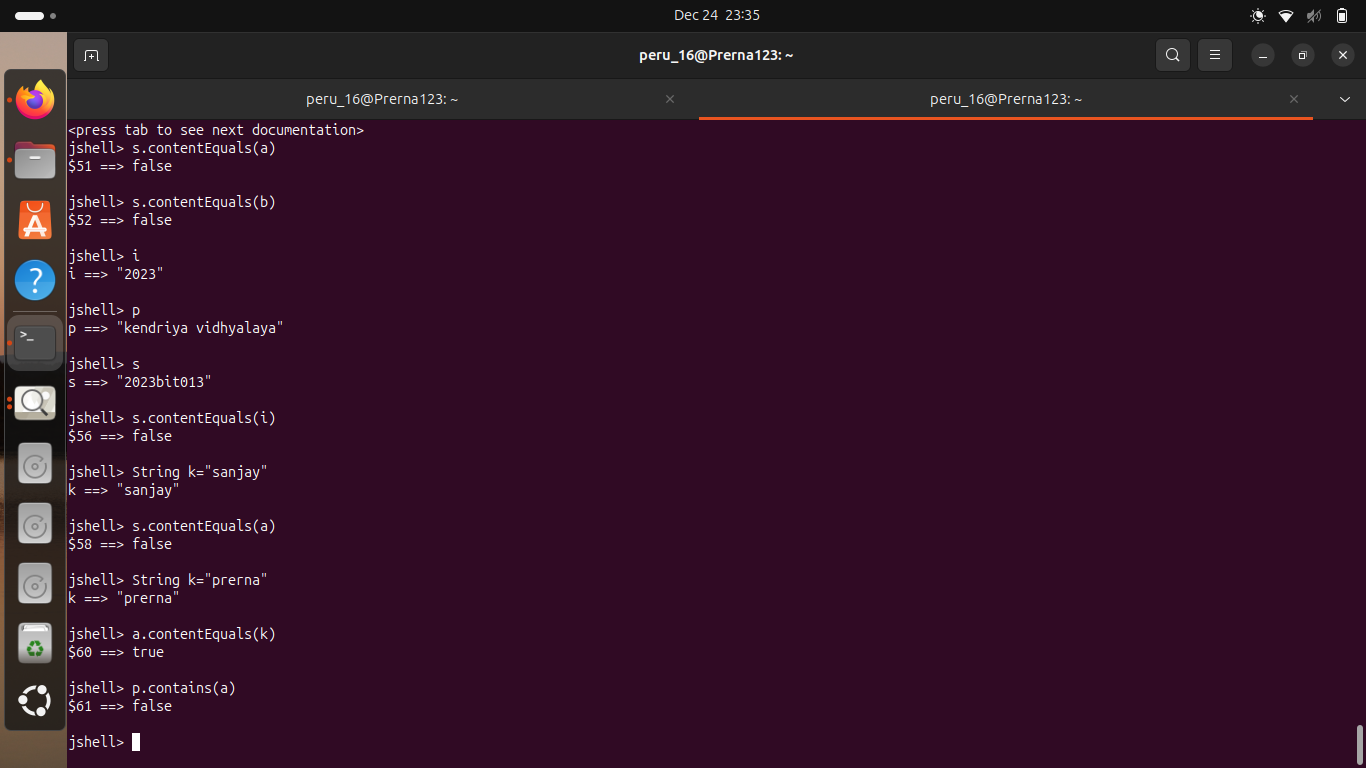 Dec 24 23:35
peru_16@Prerna123: ~
peru_16@Prerna123: ~
peru_16@Prerna123: ~
<press tab to see next documentation>
jshell> s.contentEquals(a)
$51 ==> false
jshell> s.contentEquals(b)
$52 ==> false
jshell> i
i ==> "2023"
jshell> p
p ==> "kendriya vidhyalaya"
jshell> s
s ==> "2023bit013"
jshell> s.contentEquals(i)
$56 ==> false
jshell> String k="sanjay"
k ==> "sanjay"
jshell> s.contentEquals(a)
$58 ==> false
jshell> String k="prerna"
k ==> "prerna"
jshell> a.contentEquals(k)
$60 ==> true
jshell> p.contains(a)
$61 ==> false
jshell>